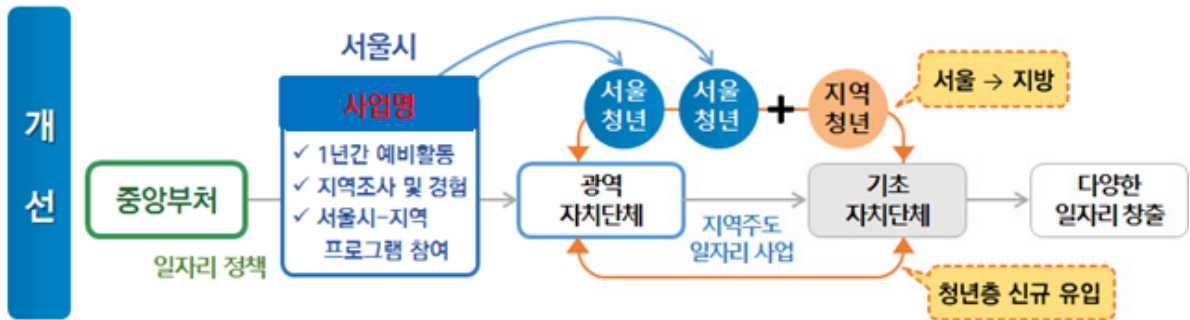 개
선
중앙부처
일자리 정책
서울시
사업명
✓ 1년간 예비활동
✓ 지역조사 및 경험
✓ 서울시-지역
프로그램 참여
서울
청년
서울
청년
+
지역
청년
서울 → 지방
광역
자치단체
지역주도
일자리 사업
기초
자치단체
다양한
일자리 창출
청년층 신규 유입